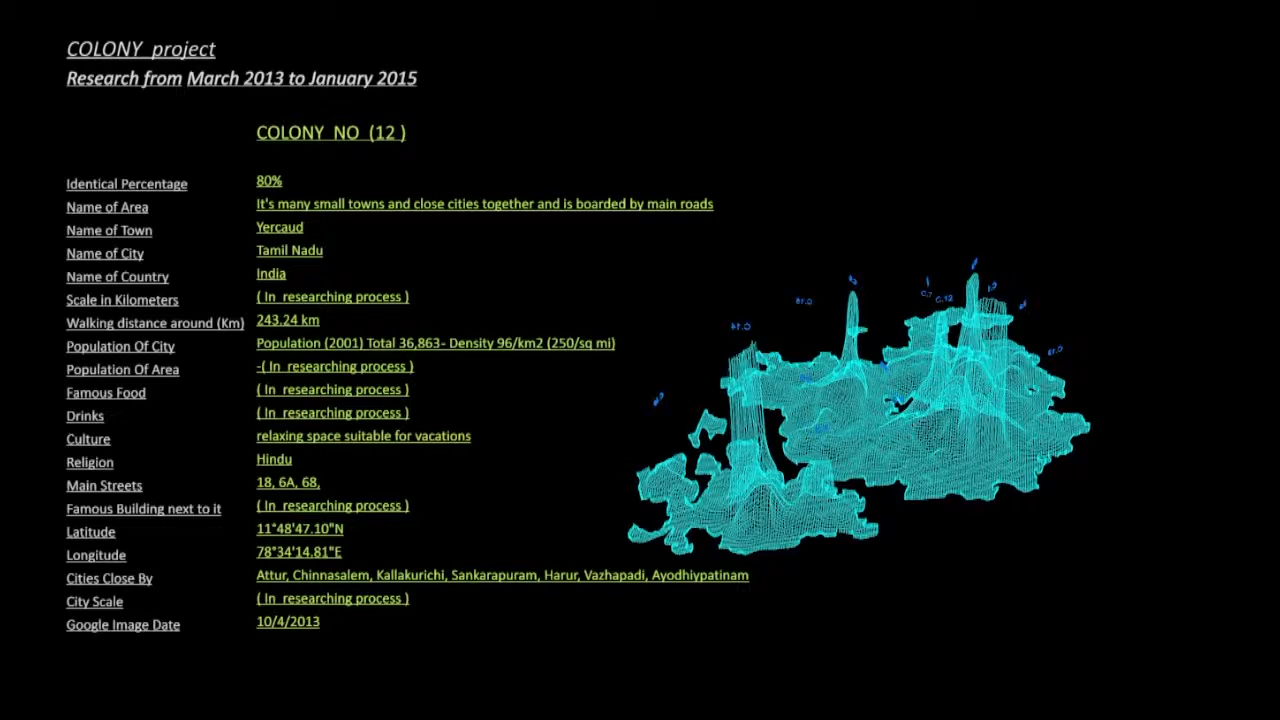 COLONY project
Research from March 2013 to January 2015
COLONY NO (12 )
Identical Percentage 80%
Name of Area It's many small towns and close cities together and is boarded by main roads
Name of Town Yercaud
Name of City Tamil Nadu
Name of Country India
Scale in Kilometers ( In researching process )
Walking distance around (Km) 243.24 km
Population Of City Population (2001) Total 36,863- Density 96/km2 (250/sq mi)
Population Of Area -( In researching process )
Famous Food ( In researching process )
Drinks ( In researching process )
Culture relaxing space suitable for vacations
Religion Hindu
Main Streets 18, 6A, 68,
Famous Building next to it ( In researching process )
Latitude 11°48'47.10"N
Longitude 78°34'14.81"E
Cities Close By Attur, Chinnasalem, Kallakurichi, Sankarapuram, Harur, Vazhapadi, Ayodhiypatinam
City Scale ( In researching process )
Google Image Date 10/4/2013